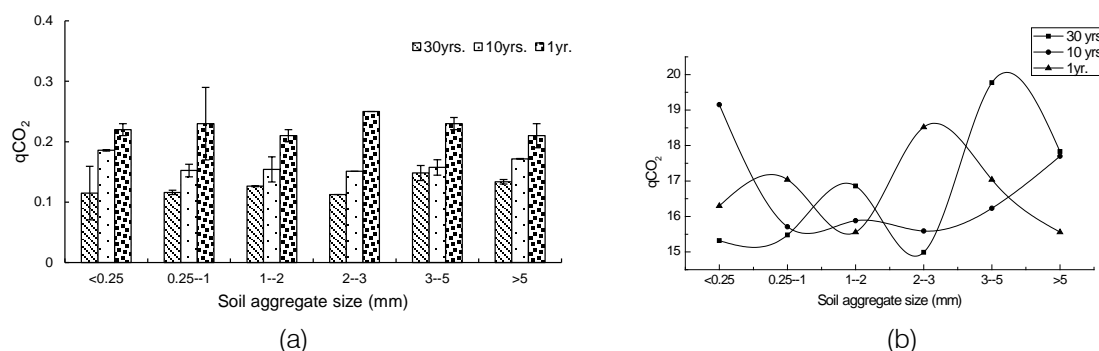 0.4
0.3
0.2
0.1
0
qCO2
30yrs. 10yrs. 1yr.
<0.25 0.25--1 1--2 2--3 3--5 >5
Soil aggregate size (mm)
(a)
30 yrs
10 yrs
1yr.
20
19
18
17
16
15
qCO2
<0.25 0.25--1 1--2 2--3 3--5 >5
Soil aggregate size (mm)
(b)